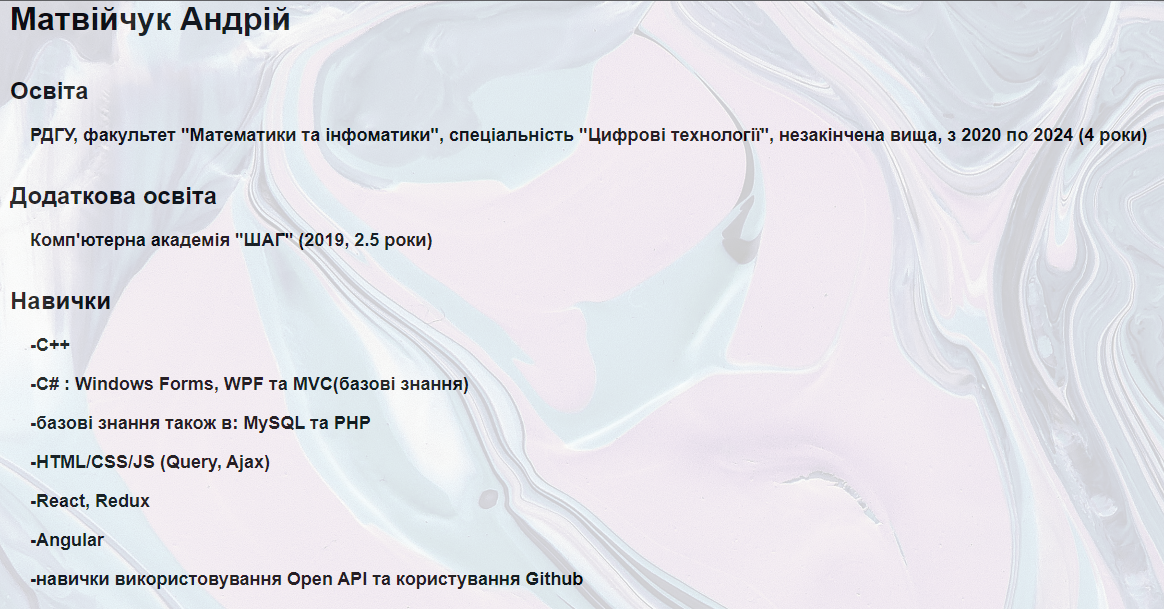 Матвійчук Андрій
Освіта
РДГУ, факультет "Математики та інфоматики", спеціальність "Цифрові технології", незакінчена вища, з 2020 по 2024 (4 роки)
Додаткова освіта
Комп'ютерна академія "ШАГ" (2019, 2.5 роки)
Навички
-C++
-C# : Windows Forms, WPF та MVC(базові знання)
-базові знання також в: MySQL та PHP
-HTML/CSS/JS (Query, Ajax)
-React, Redux
-Angular
-навички використовування Open API та користування Github